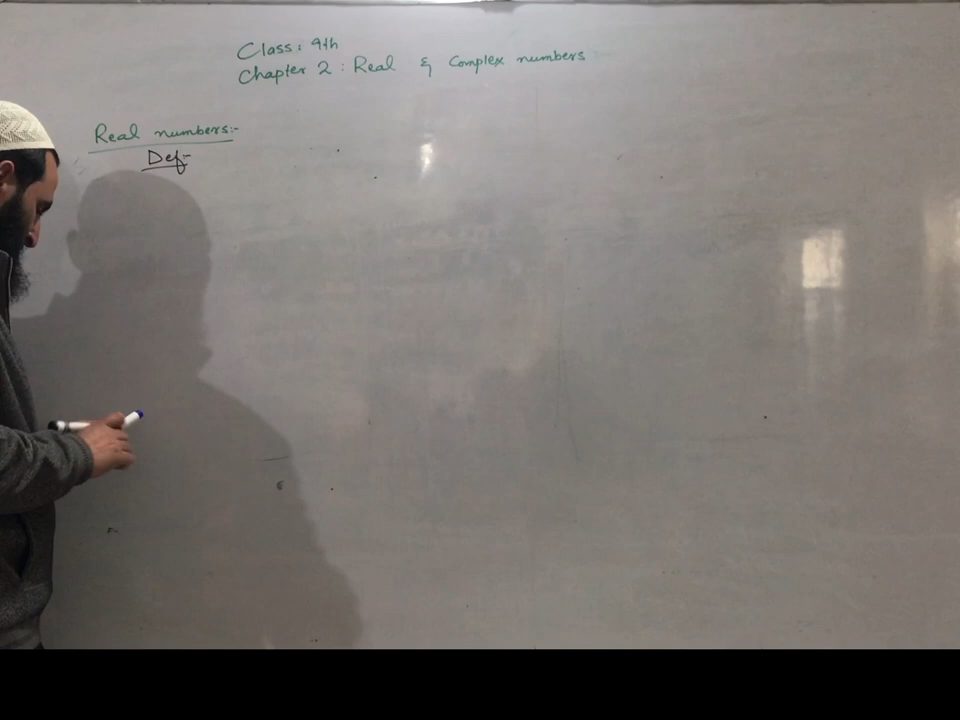 Class: 9th
Chapter 2: Real & Complex numbers
Real numbers:-
Def:-